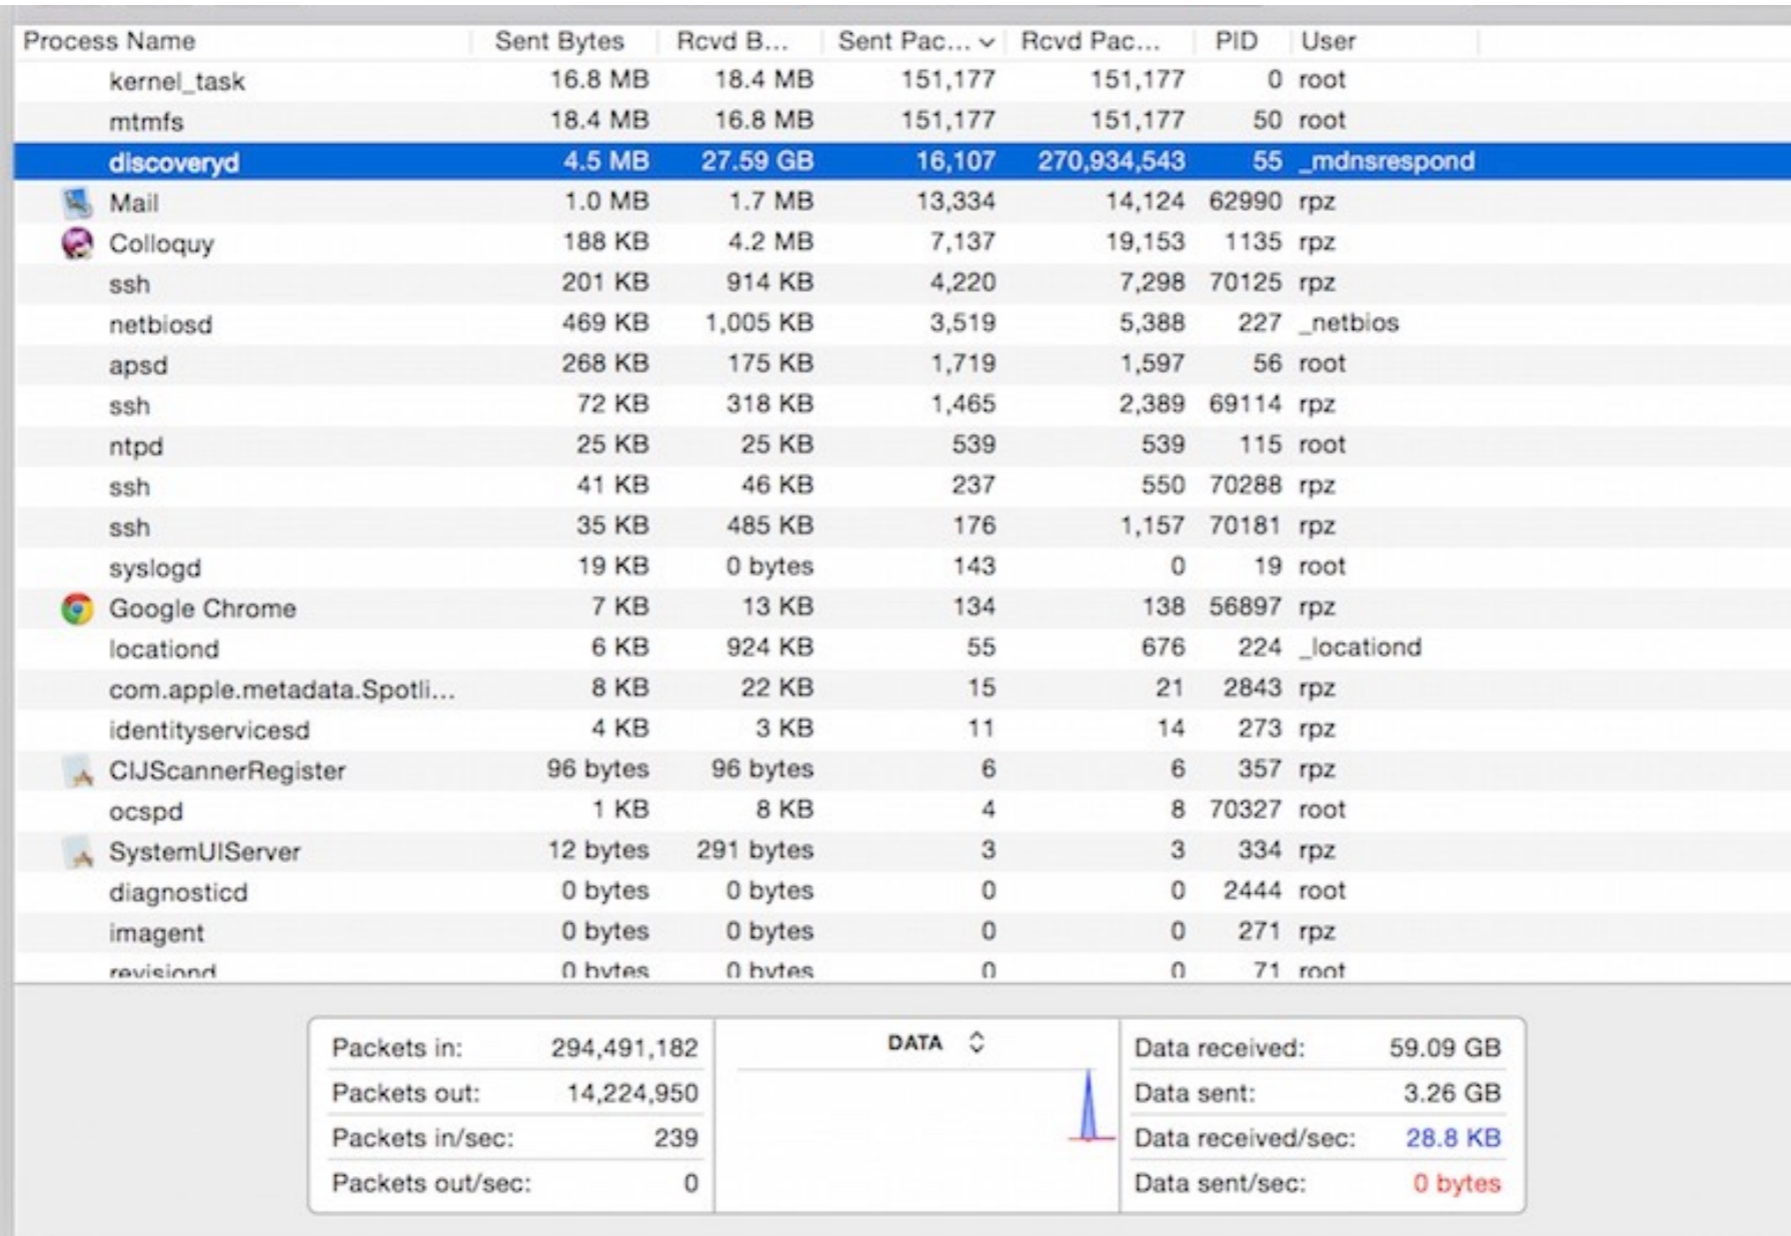 Process Name Sent Bytes Rcvd B... Sent Pac... Rcvd Pac... PID User
kernel_task 16.8 MB 18.4 MB 151,177 151,177 0 root
mtmfs 18.4 MB 16.8 MB 151,177 151,177 50 root
discoveryd 4.5 MB 27.59 GB 16,107 270,934,543 55 _mdnsrespond
Mail 1.0 MB 1.7 MB 13,334 14,124 62990 rpz
Colloquy 188 KB 4.2 MB 7,137 19,153 1135 rpz
ssh 201 KB 914 KB 4,220 7,298 70125 rpz
netbiosd 469 KB 1,005 KB 3,519 5,388 227 _netbios
apsd 268 KB 175 KB 1,719 1,597 56 root
ssh 72 KB 318 KB 1,465 2,389 69114 rpz
ntpd 25 KB 25 KB 539 539 115 root
ssh 41 KB 46 KB 237 550 70288 rpz
ssh 35 KB 485 KB 176 1,157 70181 rpz
syslogd 19 KB 0 bytes 143 0 19 root
Google Chrome 7 KB 13 KB 134 138 56897 rpz
locationd 6 KB 924 KB 55 676 224 _locationd
com.apple.metadata.Spotli... 8 KB 22 KB 15 21 2843 rpz
identityservicesd 4 KB 3 KB 11 14 273 rpz
CIJScannerRegister 96 bytes 96 bytes 6 6 357 rpz
ocspd 1 KB 8 KB 4 8 70327 root
SystemUIServer 12 bytes 291 bytes 3 3 334 rpz
diagnosticd 0 bytes 0 bytes 0 0 2444 root
imagent 0 bytes 0 bytes 0 0 271 rpz
revisiond 0 bytes 0 bytes 0 0 71 root
Packets in: 294,491,182
Packets out: 14,224,950
Packets in/sec: 239
Packets out/sec: 0
DATA
Data received: 59.09 GB
Data sent: 3.26 GB
Data received/sec: 28.8 KB
Data sent/sec: 0 bytes